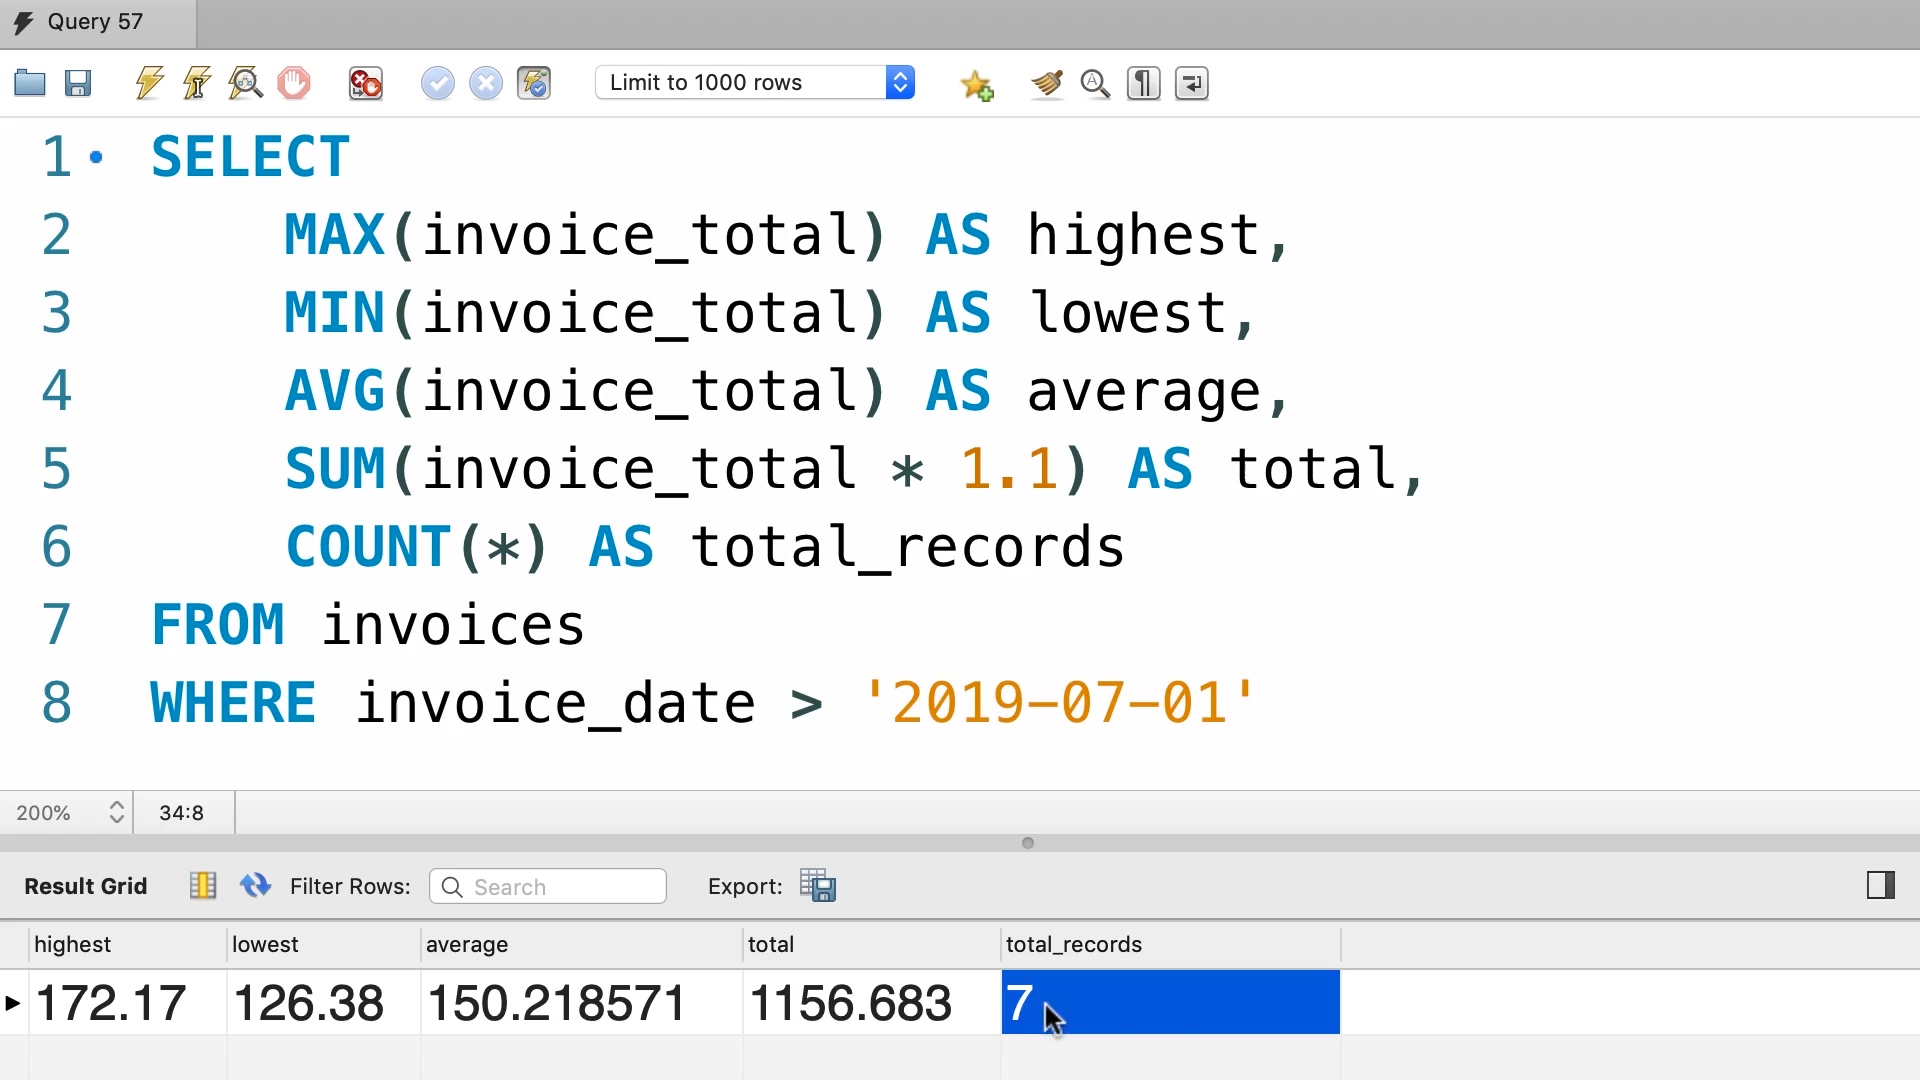 Query 57
Limit to 1000 rows
1 SELECT
2 MAX(invoice_total) AS highest,
3 MIN(invoice_total) AS lowest,
4 AVG(invoice_total) AS average,
5 SUM(invoice_total * 1.1) AS total,
6 COUNT(*) AS total_records
7 FROM invoices
8 WHERE invoice_date > '2019-07-01'
200% 34:8
Result Grid Filter Rows: Search Export:
highest lowest average total total_records
172.17 126.38 150.218571 1156.683 7